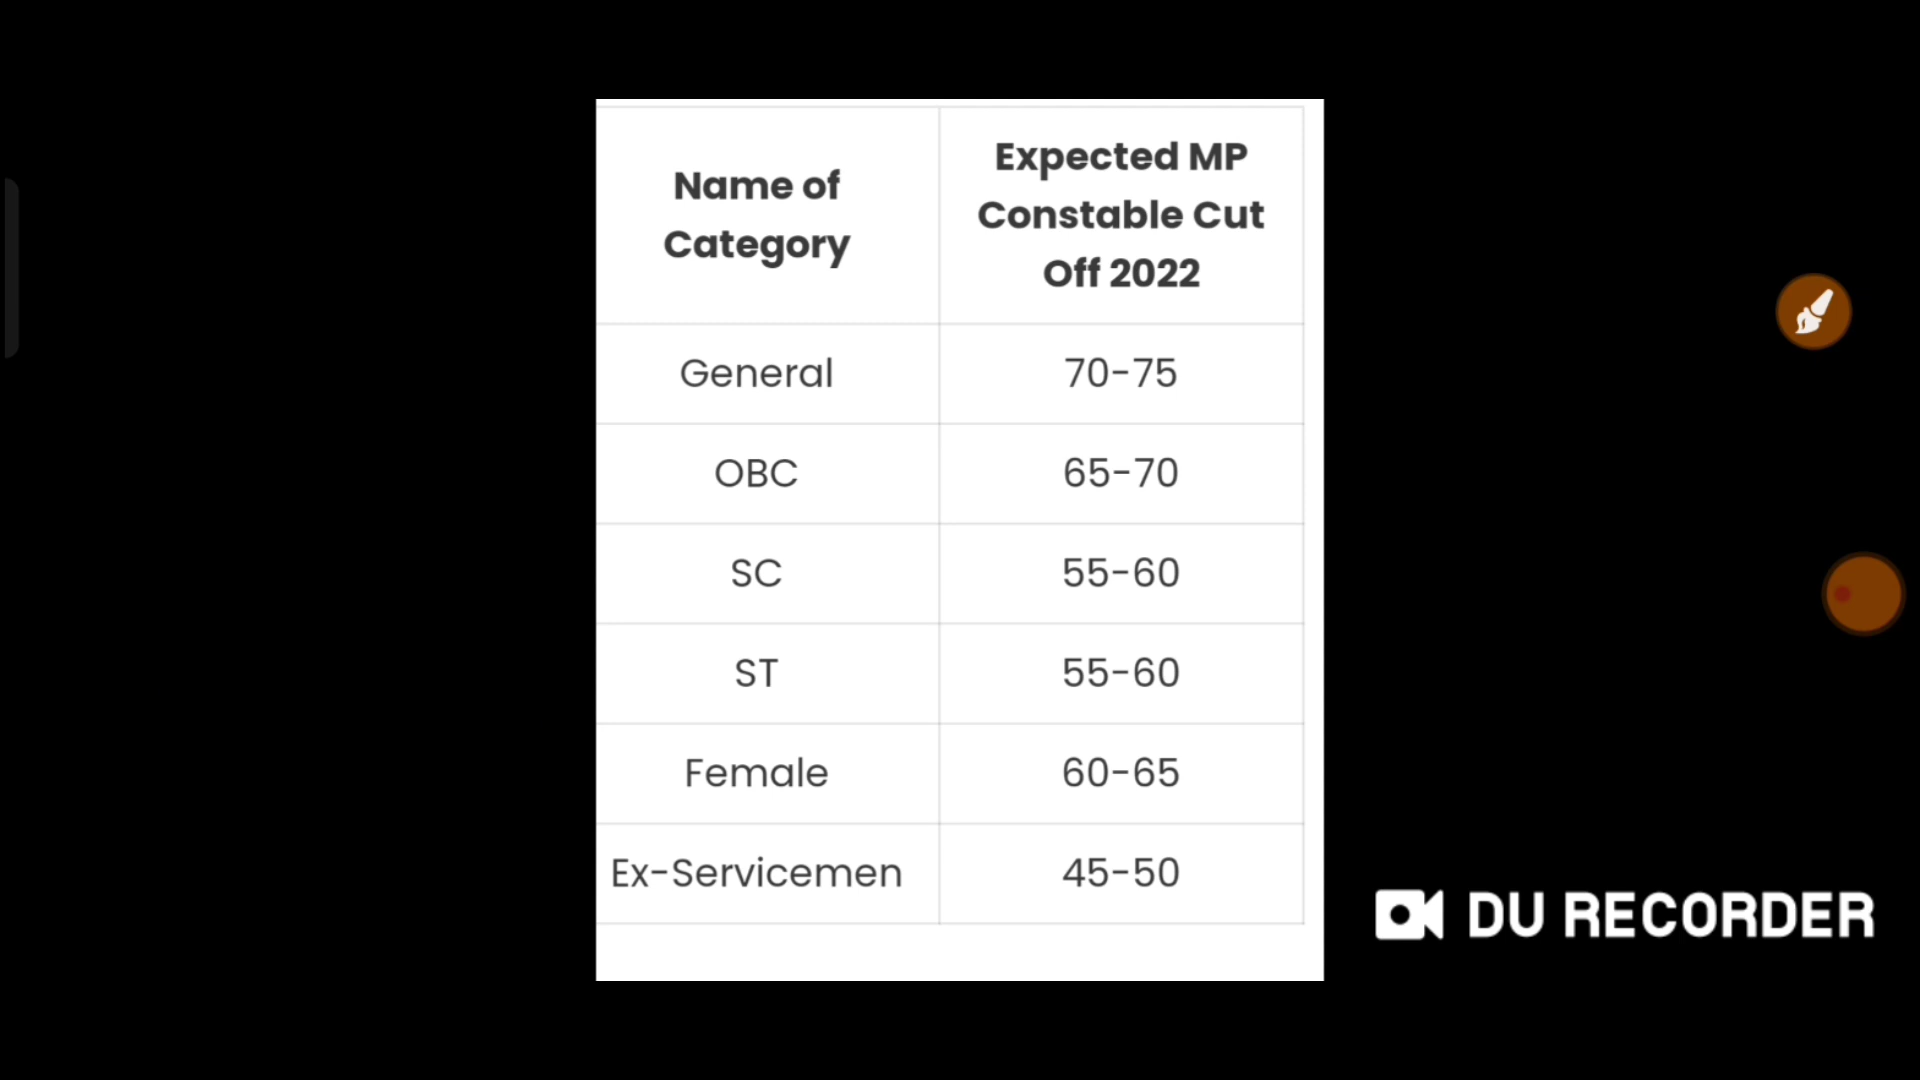 Name of
Category
Expected MP
Constable Cut
Off 2022
General
70-75
OBC
65-70
SC
55-60
ST
55-60
Female
60-65
Ex-Servicemen
45-50
DU RECORDER